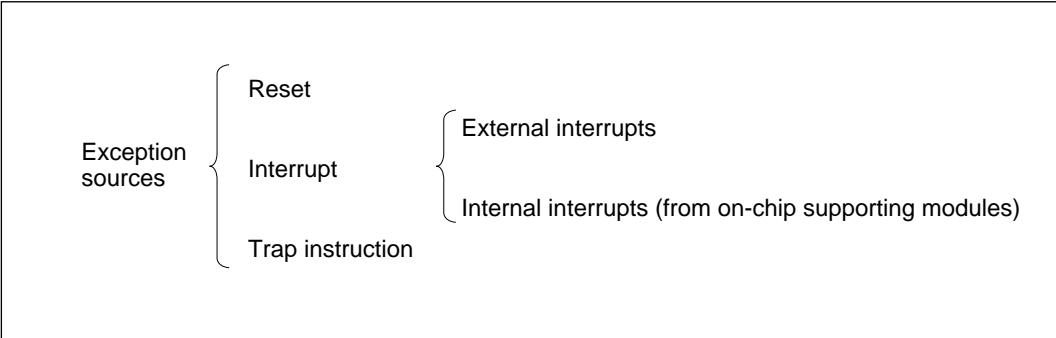 Reset
External interrupts
Exception
sources
Interrupt
Internal interrupts (from on-chip supporting modules)
Trap instruction